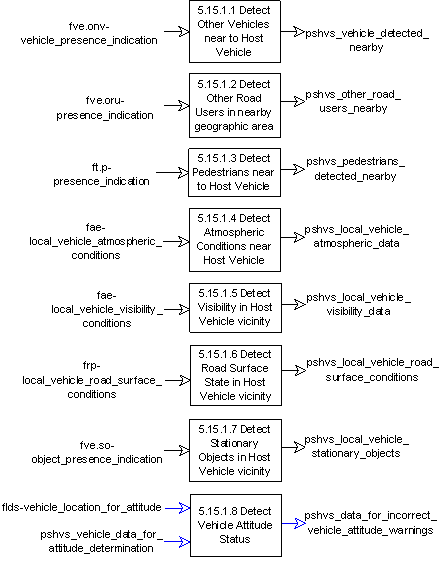 fve.onv-
vehicle_presence_indication
5.15.1.1 Detect
Other Vehicles
near to Host
Vehicle
pshvs_vehicle_detected_
nearby
fve.oru-
presence_indication
5.15.1.2 Detect
Other Road
Users in nearby
geographic area
pshvs_other_road_
users_nearby
ft.p-
presence_indication
5.15.1.3 Detect
Pedestrians near
to Host Vehicle
pshvs_pedestrians_
detected_nearby
fae-
local_vehicle_atmospheric_
conditions
5.15.1.4 Detect
Atmospheric
Conditions near
Host Vehicle
pshvs_local_vehicle_
atmospheric_data
fae-
local_vehicle_visibility_
conditions
5.15.1.5 Detect
Visibility in Host
Vehicle vicinity
pshvs_local_vehicle_
visibility_data
frp-
local_vehicle_road_surface_
conditions
5.15.1.6 Detect
Road Surface
State in Host
Vehicle vicinity
pshvs_local_vehicle_road_
surface_conditions
fve.so-
object_presence_indication
5.15.1.7 Detect
Stationary
Objects in Host
Vehicle vicinity
pshvs_local_vehicle_
stationary_objects
flds-vehicle_location_for_attitude
pshvs_vehicle_data_for_
attitude_determination
5.15.1.8 Detect
Vehicle Attitude
Status
pshvs_data_for_incorrect_
vehicle_attitude_warnings